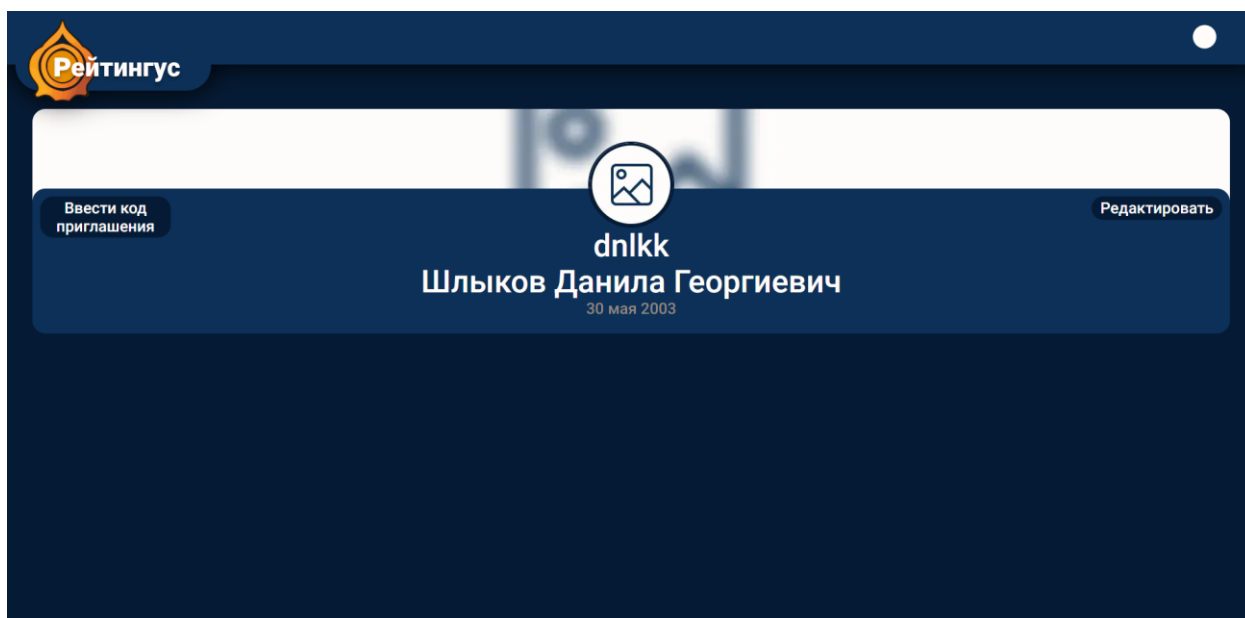 Рейтингус
Ввести код
приглашения
Редактировать
dnlkk
Шлыков Данила Георгиевич
30 мая 2003